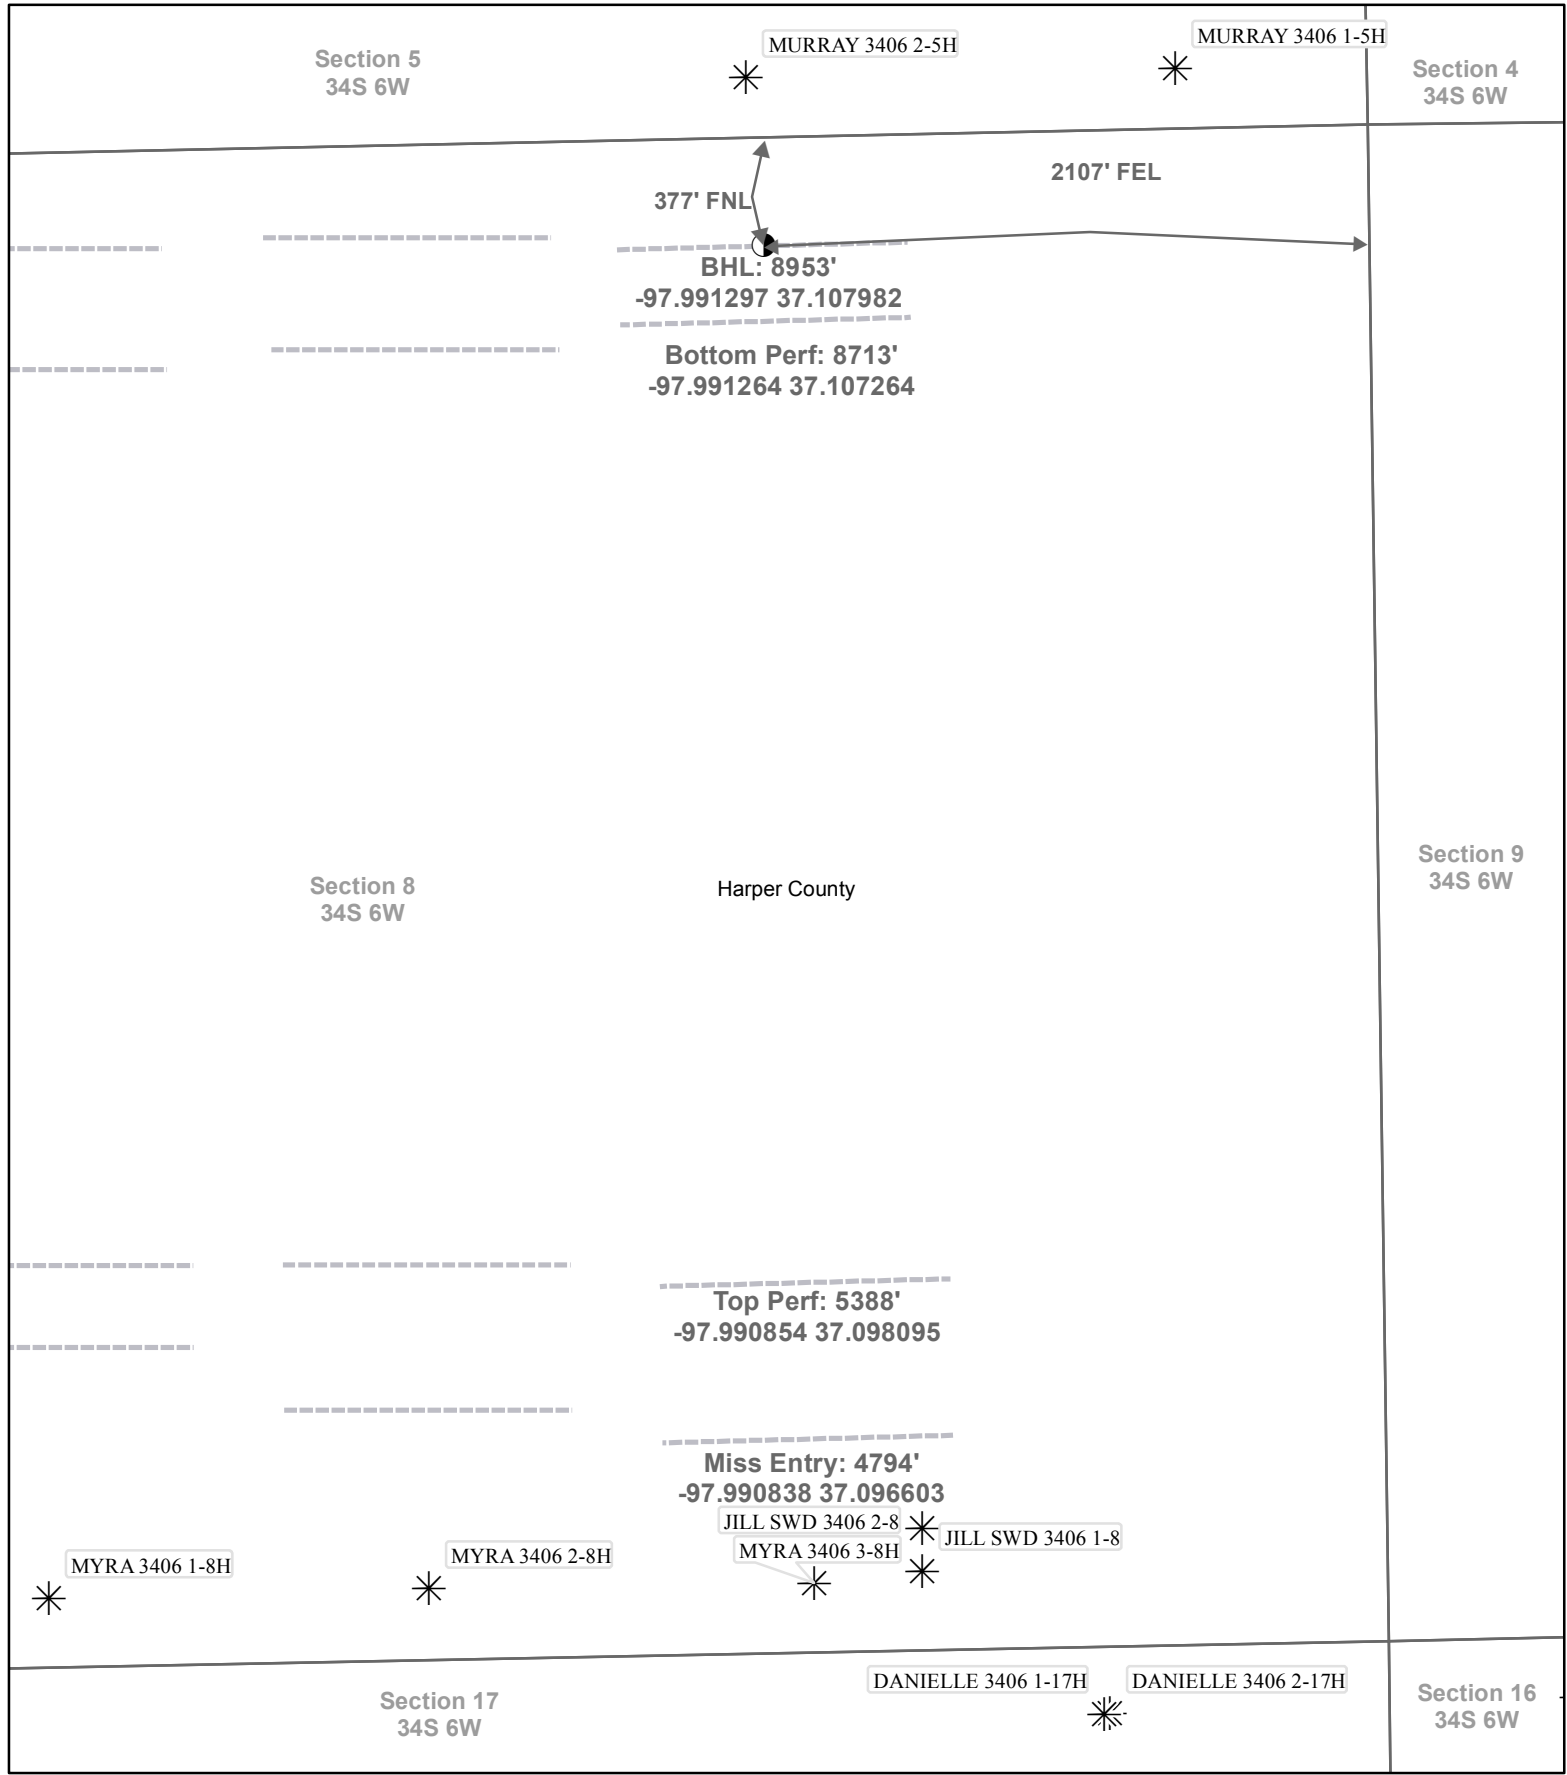 MURRAY 3406 2-5H
MURRAY 3406 1-5H
Section 5
34S 6W
Section 4
34S 6W
2107' FEL
377' FNL
BHL: 8953'
-97.991297 37.107982
Bottom Perf: 8713'
-97.991264 37.107264
Section 8
34S 6W
Harper County
Section 9
34S 6W
Top Perf: 5388'
-97.990854 37.098095
Miss Entry: 4794'
-97.990838 37.096603
JILL SWD 3406 2-8
JILL SWD 3406 1-8
MYRA 3406 3-8H
MYRA 3406 2-8H
MYRA 3406 1-8H
DANIELLE 3406 1-17H
DANIELLE 3406 2-17H
Section 17
34S 6W
Section 16
34S 6W